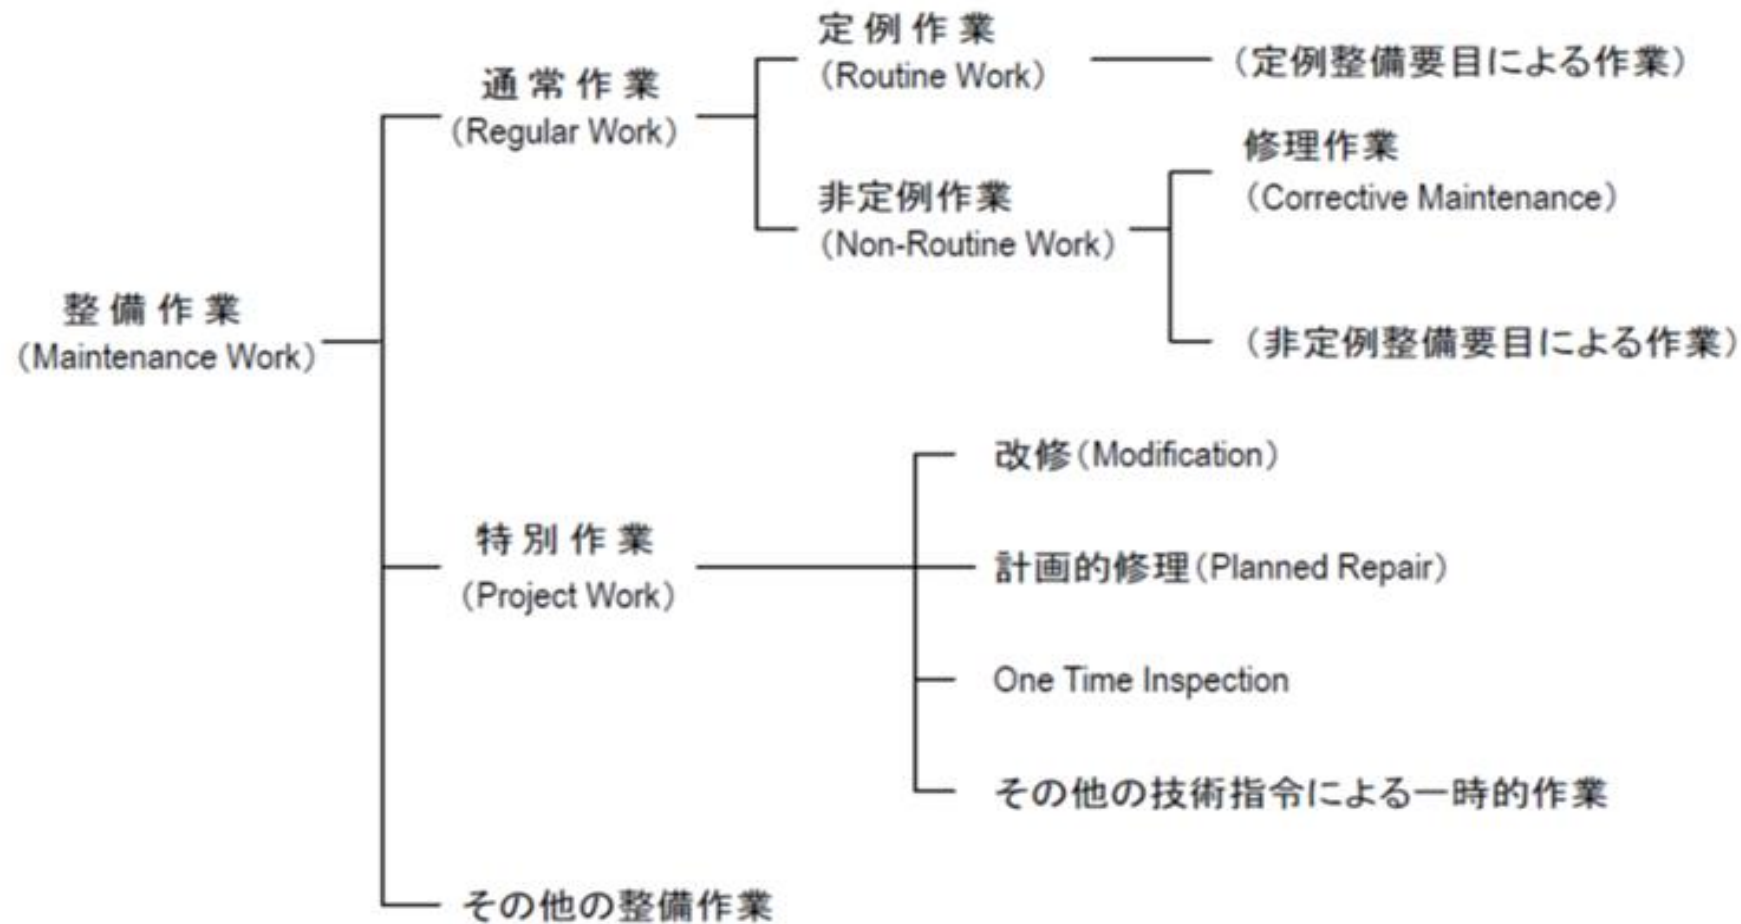 定例作業
(Routine Work)
(定例整備要目による作業)
通常作業
(Regular Work)
修理作業
(Corrective Maintenance)
非定例作業
(Non-Routine Work)
(非定例整備要目による作業)
整備作業
(Maintenance Work)
改修(Modification)
特別作業
(Project Work)
計画的修理(Planned Repair)
One Time Inspection
その他の技術指令による一時的作業
その他の整備作業